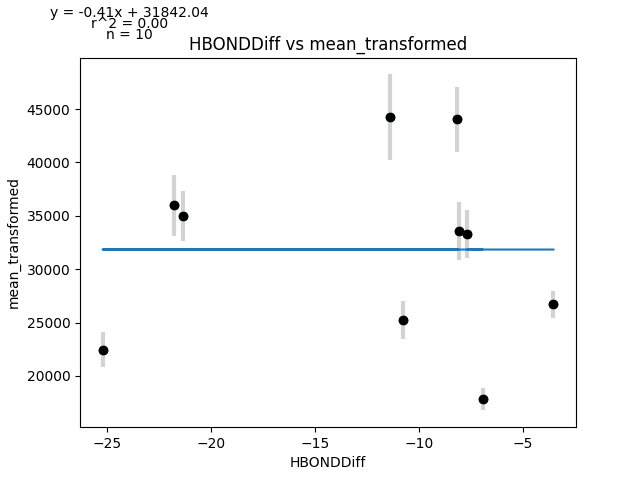 y = -0.41x + 31842.04
r^2 = 0.00
n = 10
HBONDDiff vs mean_transformed
mean_transformed
45000
40000
35000
30000
25000
20000
−25
−20
−15
−10
−5
HBONDDiff